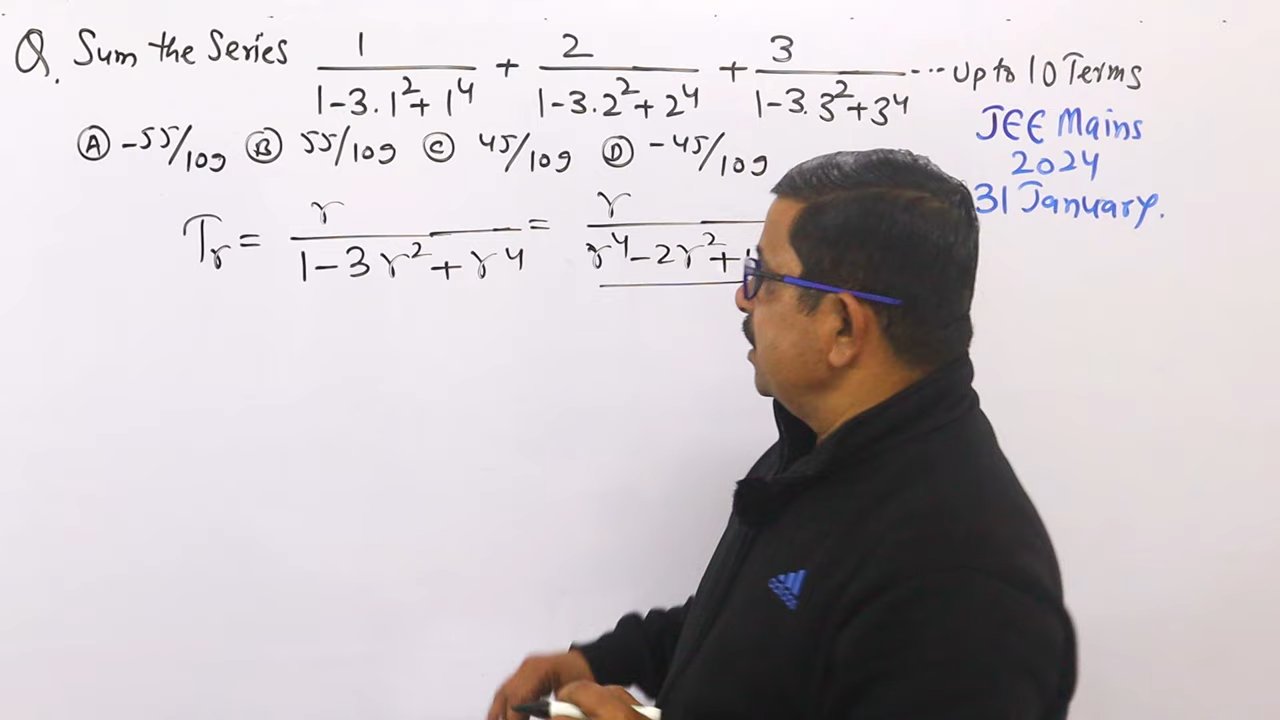 Q. Sum the Series 1/(1-3.1²+1⁴) + 2/(1-3.2²+2⁴) + 3/(1-3.3²+3⁴) ... up to 10 Terms
JEE Mains
2024
31 January.
Ⓐ -55/109 Ⓑ 55/109 Ⓒ 45/109 Ⓓ -45/109
Tr = r/(1-3r²+r⁴) = r/(r⁴-2r²+
adidas